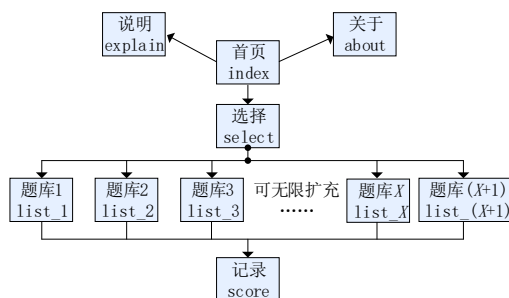 说明
explain
关于
about
首页
index
选择
select
题库1
list_1
题库2
list_2
题库3
list_3
可无限扩充
……
题库X
list_X
题库(X+1)
list_(X+1)
记录
score